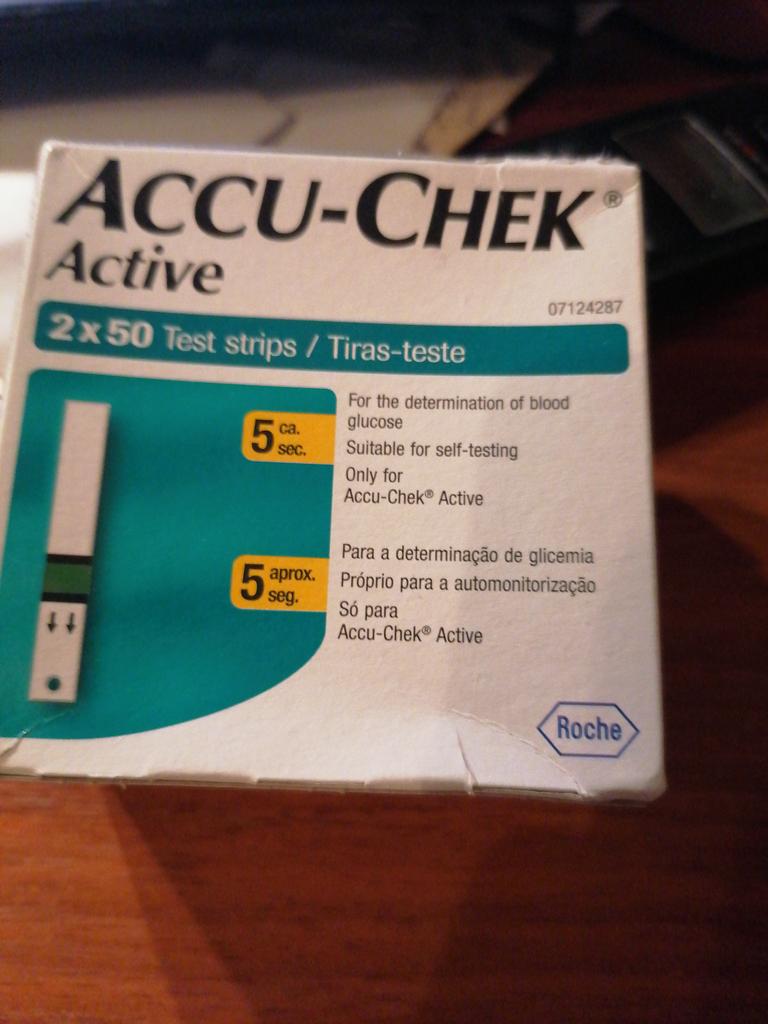 ACCU-CHEK®
Active
07124287
2x50 Test strips / Tiras-teste
5 ca.
sec.
For the determination of blood
glucose
Suitable for self-testing
Only for
Accu-Chek® Active
5 aprox.
seg.
Para a determinação de glicemia
Próprio para a automonitorização
Só para
Accu-Chek® Active
Roche